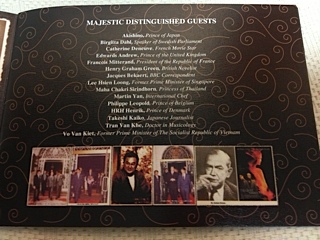 MAJESTIC DISTINGUISHED GUESTS
Akishino, Prince of Japan
Birgitta Dahl, Speaker of Swedish Parliament
Catherine Deneuve, French Movie Star
Edwards Andrew, Prince of the United Kingdom
Francois Mitterand, President of the Republic of France
Henry Graham Green, British Novelist
Jacques Bekaert, BBC Correspondent
Lee Hsien Loong, Former Prime Minister of Singapore
Maha Chakri Sirindhorn, Princess of Thailand
Martin Yan, International Chef
Philippe Leopold, Prince of Belgium
HRH Henrik, Prince of Denmark
Takeshi Kaiko, Japanese Journalist
Tran Van Khe, Doctor in Musicology
Vo Van Kiet, Former Prime Minister of The Socialist Republic of Vietnam